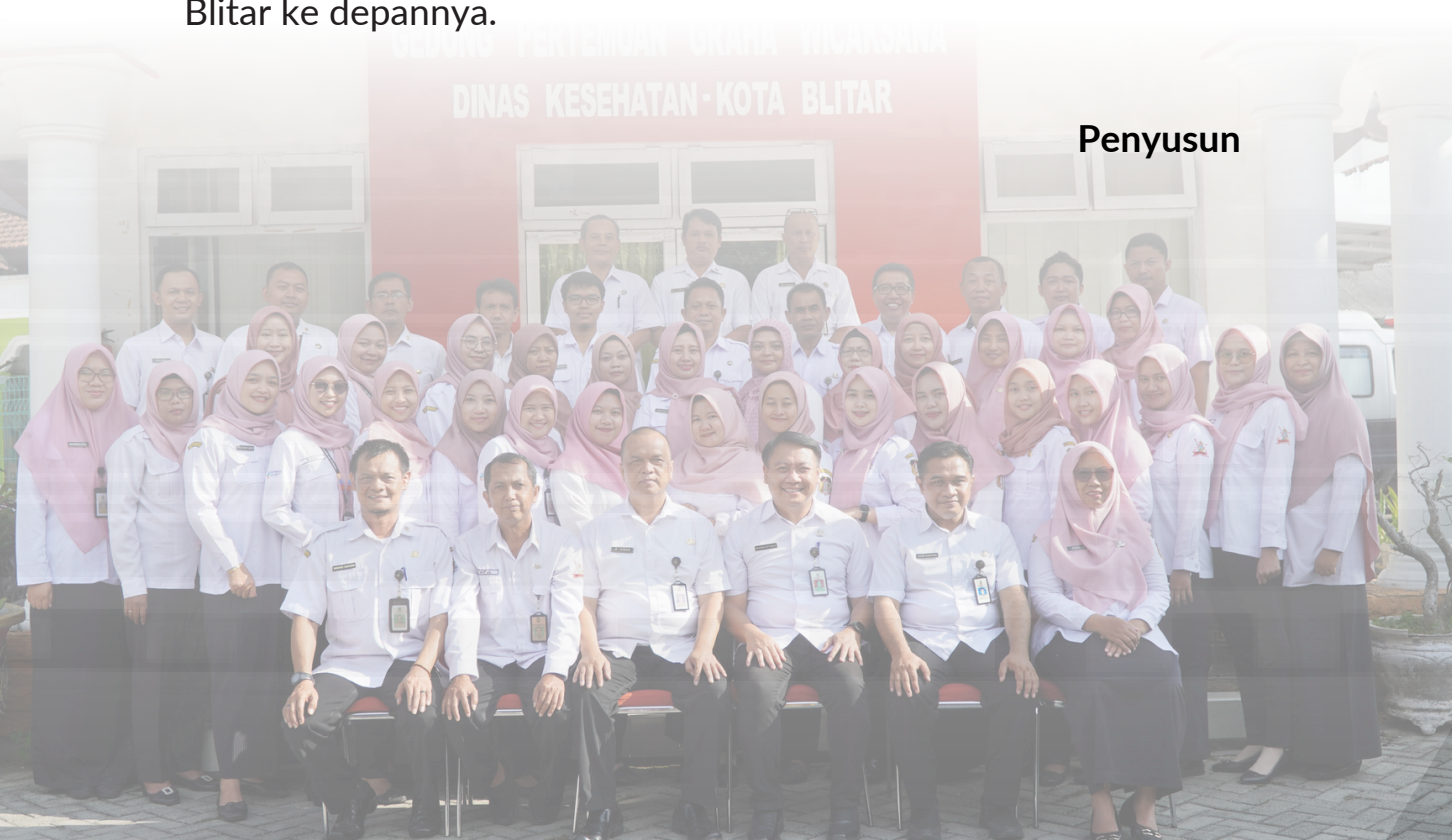 Blitar ke depannya.
GEDUNG PERTEMUAN GRAHA WICAKSANA
DINAS KESEHATAN-KOTA BLITAR
Penyusun